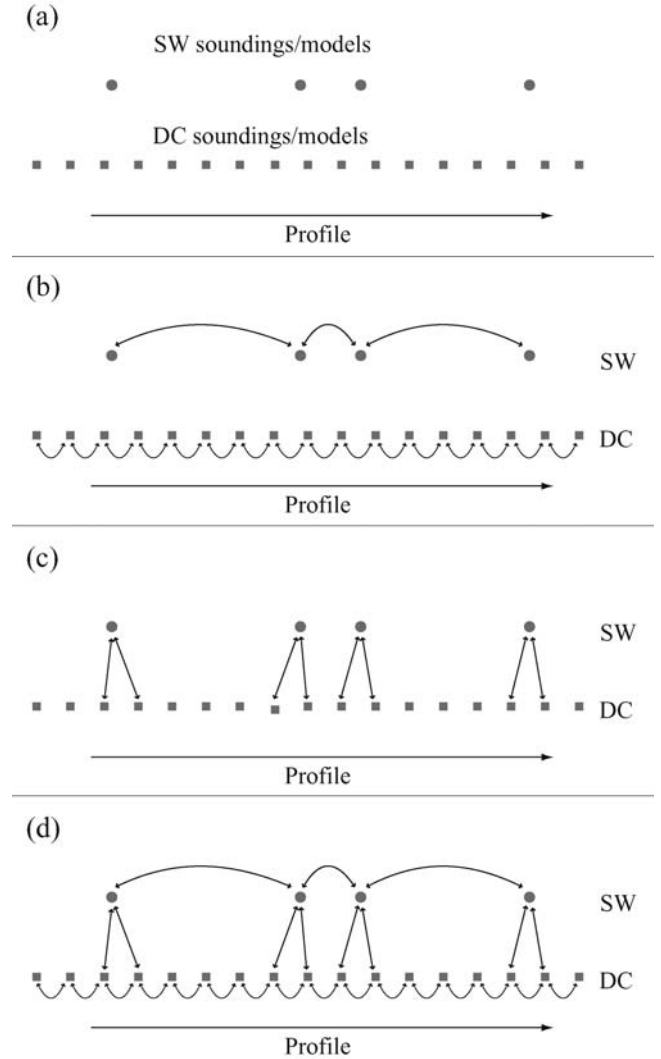 (a)
SW soundings/models
DC soundings/models
Profile
(b)
SW
DC
Profile
(c)
SW
DC
Profile
(d)
SW
DC
Profile